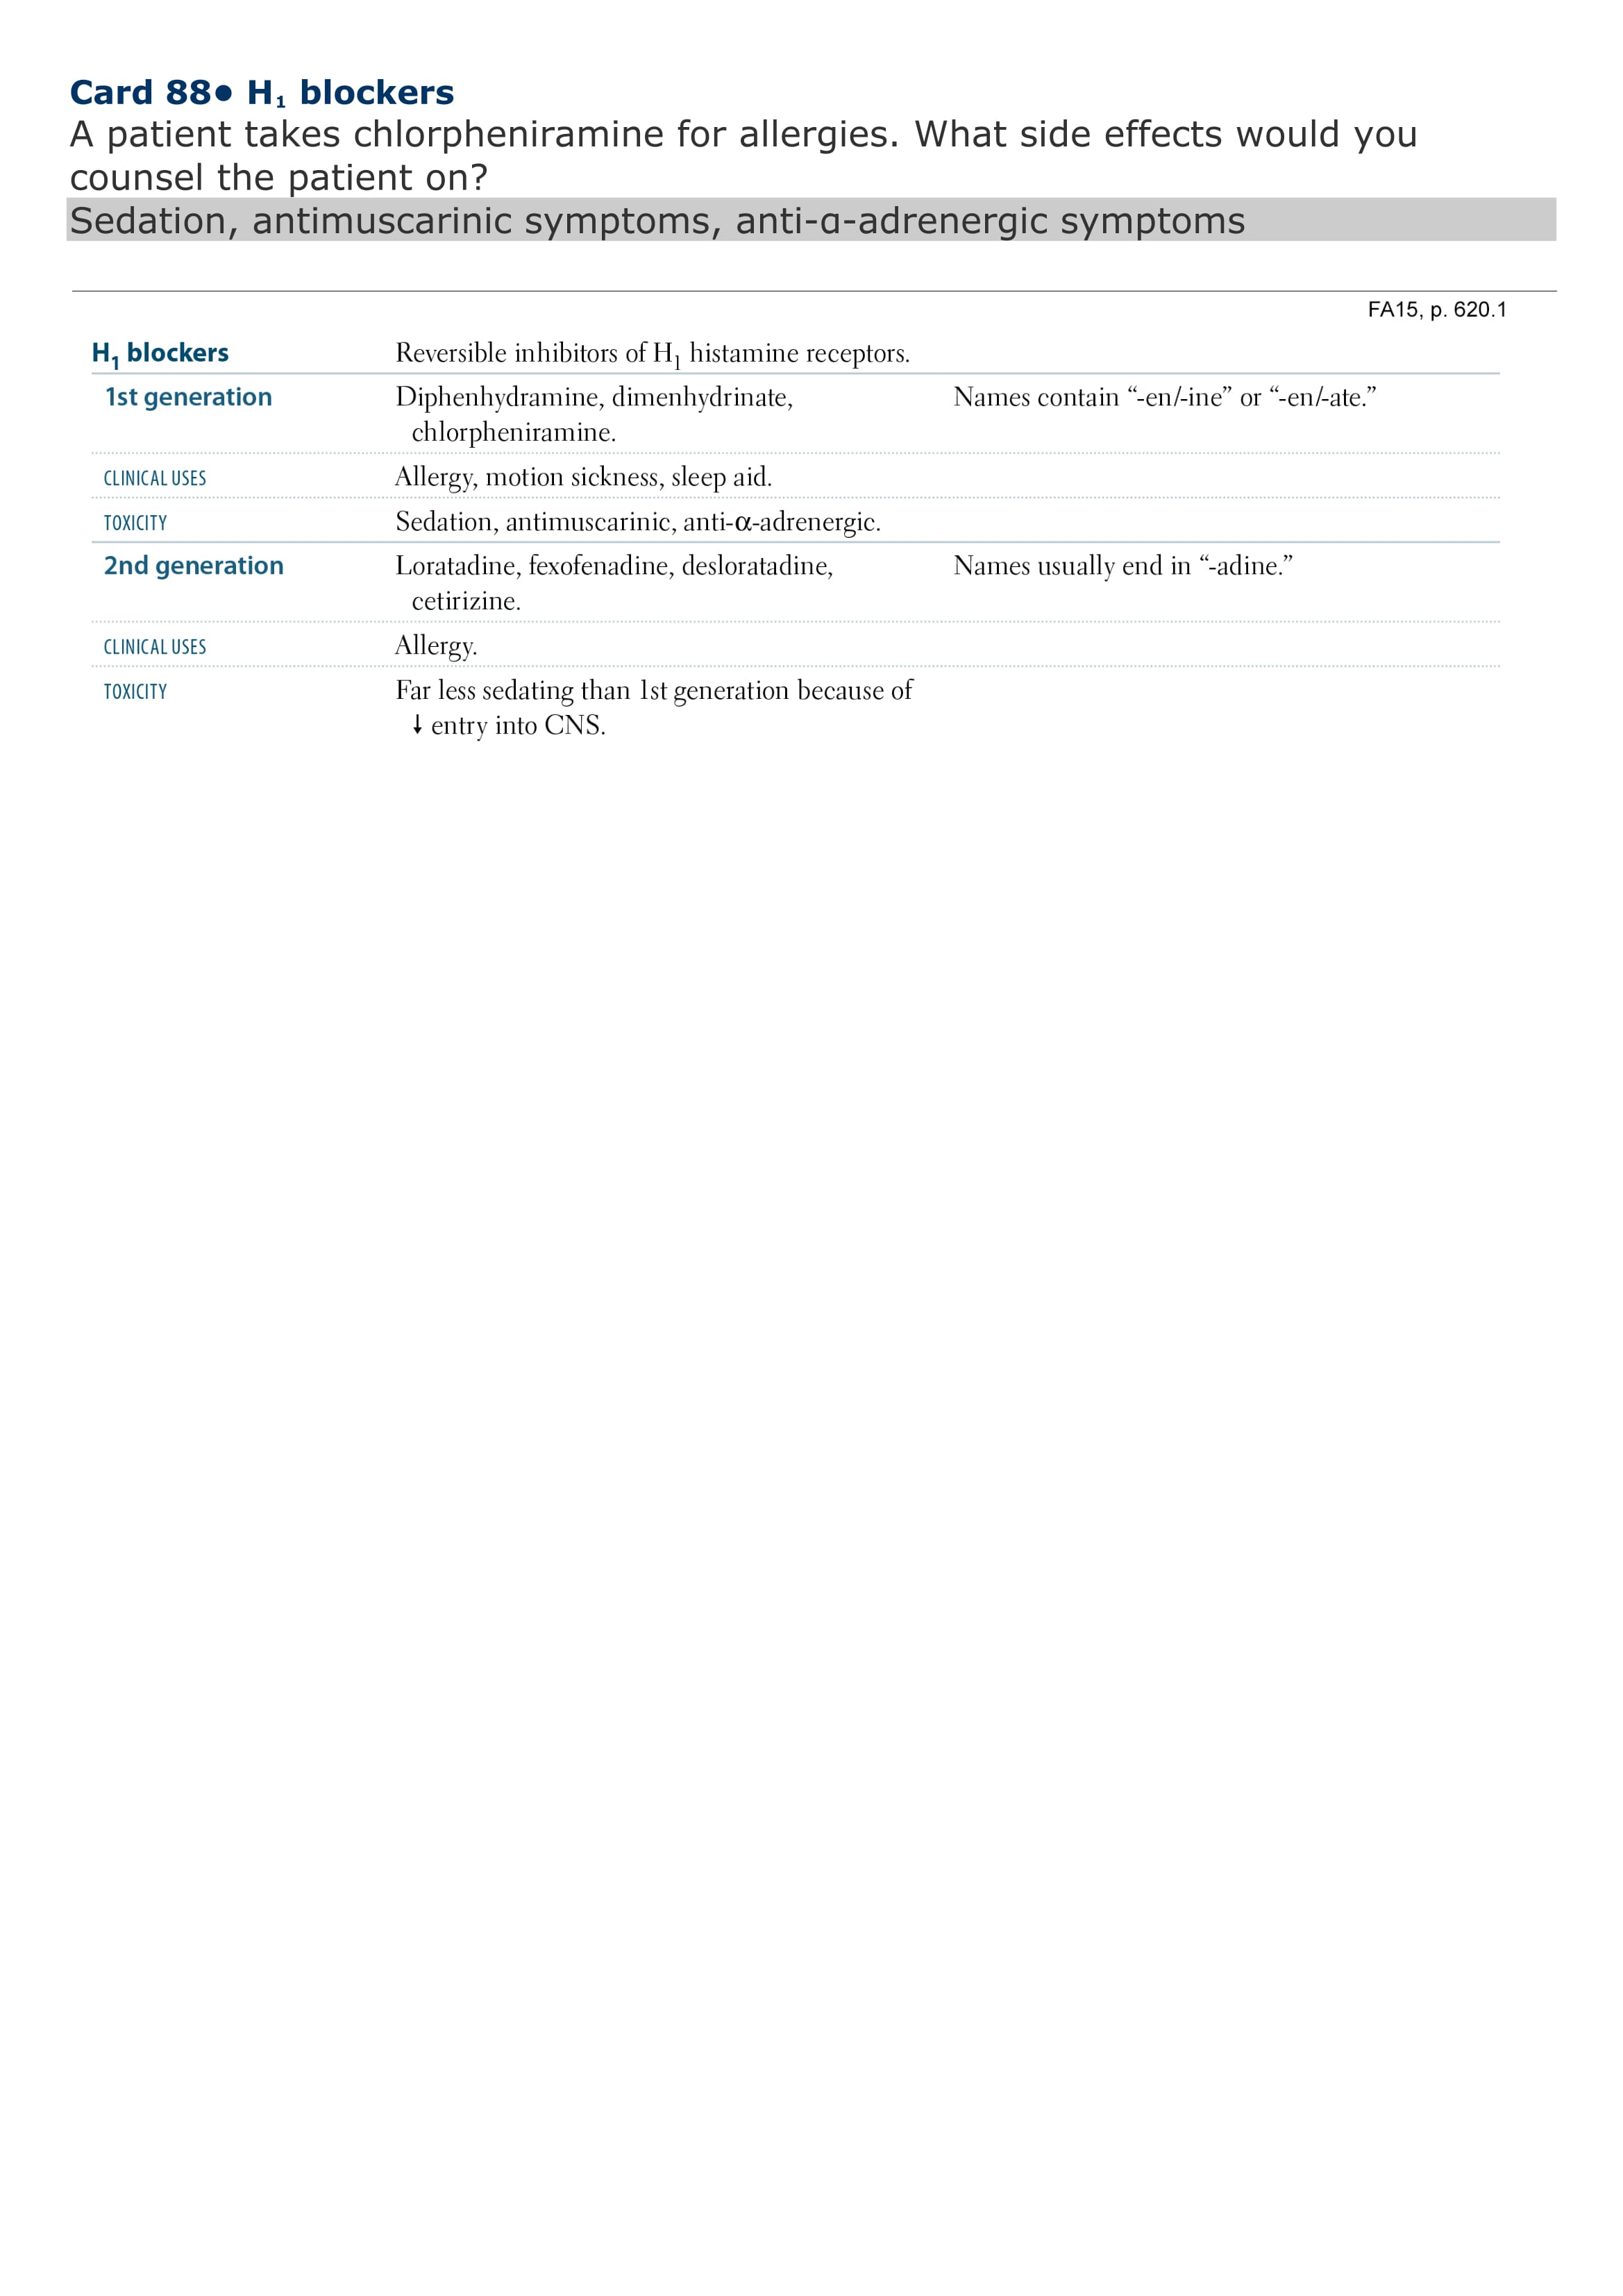 Card 88● H₁ blockers
A patient takes chlorpheniramine for allergies. What side effects would you
counsel the patient on?
Sedation, antimuscarinic symptoms, anti-α-adrenergic symptoms
FA15, p. 620.1
H₁ blockers Reversible inhibitors of H₁ histamine receptors.
1st generation Diphenhydramine, dimenhydrinate, Names contain “-en/-ine” or “-en/-ate.”
chlorpheniramine.
CLINICAL USES Allergy, motion sickness, sleep aid.
TOXICITY Sedation, antimuscarinic, anti-α-adrenergic.
2nd generation Loratadine, fexofenadine, desloratadine, Names usually end in “-adine.”
cetirizine.
CLINICAL USES Allergy.
TOXICITY Far less sedating than 1st generation because of
↓ entry into CNS.